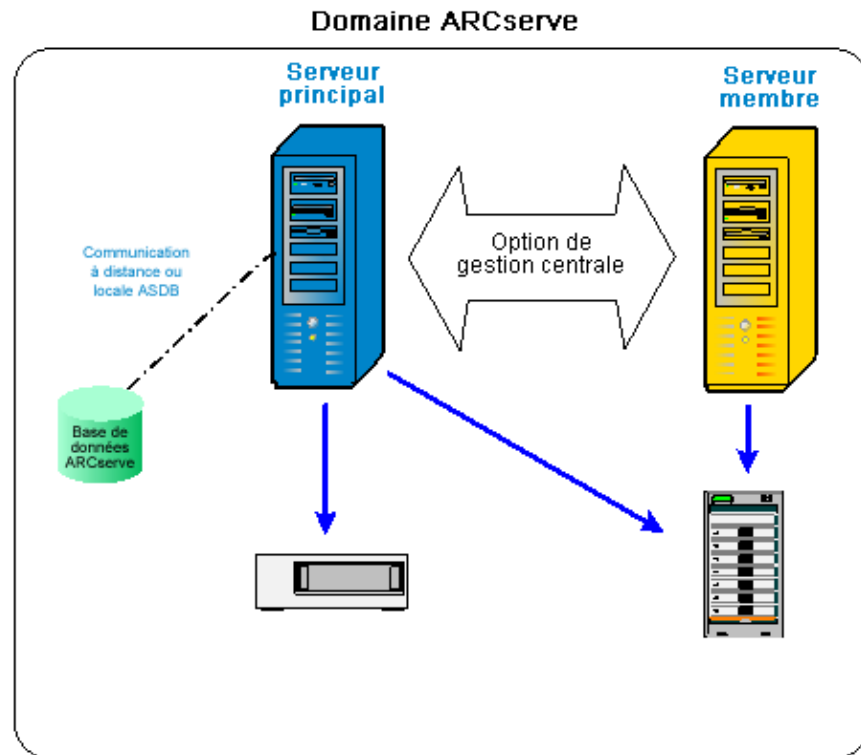 Domaine ARCserve
Serveur
principal
Serveur
membre
Communication
à distance ou
locale ASDB
Option de
gestion centrale
Base de
données
ARCserve